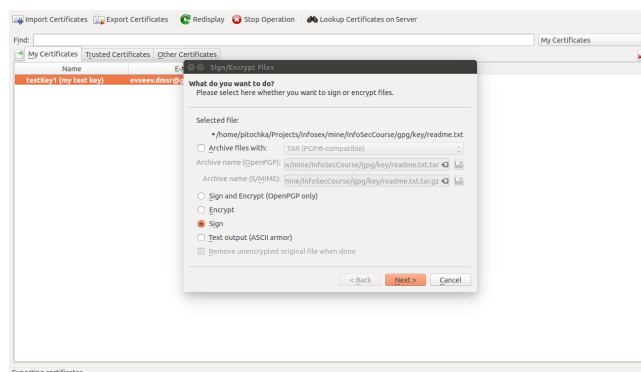 Import Certificates Export Certificates Redisplay Stop Operation Lookup Certificates on Server
Find: My Certificates
My Certificates Trusted Certificates Other Certificates
Name E-
testKey1 (my test key) evseev.dmsr@g
Sign/Encrypt Files
What do you want to do?
Please select here whether you want to sign or encrypt files.
Selected file:
•/home/pitochka/Projects/infosex/mine/InfoSecCourse/gpg/key/readme.txt
Archive files with: TAR (PGP®-compatible)
Archive name (OpenPGP): x/mine/InfoSecCourse/gpg/key/readme.txt.tar
Archive name (S/MIME): mine/InfoSecCourse/gpg/key/readme.txt.tar.gz
Sign and Encrypt (OpenPGP only)
Encrypt
Sign
Text output (ASCII armor)
Remove unencrypted original file when done
< Back Next > Cancel